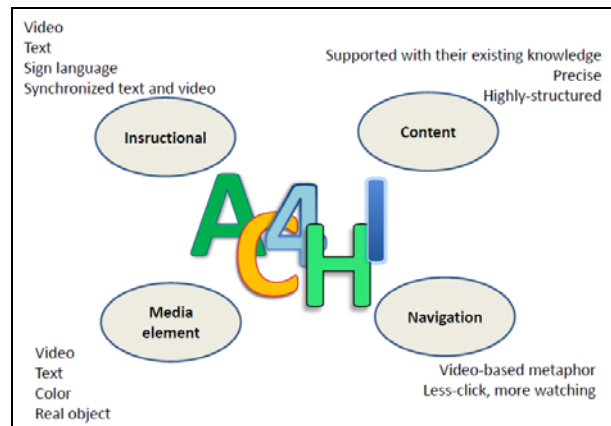 Video
Text
Sign language
Synchronized text and video
Insructional
Supported with their existing knowledge
Precise
Highly-structured
Content
AC4HI
Media
element
Video
Text
Color
Real object
Navigation
Video-based metaphor
Less-click, more watching